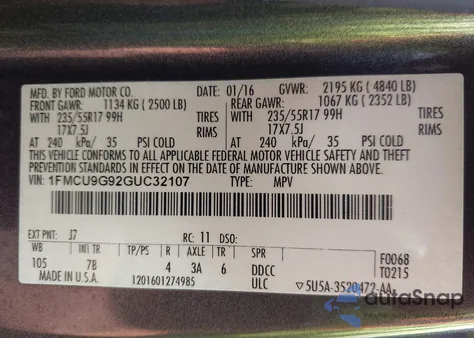 MFD. BY FORD MOTOR CO. 01/16 GVWR: 2195 KG ( 4840 LB)
FRONT GAWR: 1134 KG ( 2500 LB) REAR GAWR: 1067 KG ( 2352 LB)
WITH 235/55R17 99H TIRES WITH 235/55R17 99H TIRES
17X7.5J RIMS 17X7.5J RIMS
AT 240 kPa/ 35 PSI COLD AT 240 kPa/ 35 PSI COLD
THIS VEHICLE CONFORMS TO ALL APPLICABLE FEDERAL MOTOR VEHICLE SAFETY AND BUMPER AND THEFT
PREVENTION STANDARDS IN EFFECT ON THE DATE OF MANUFACTURE SHOWN ABOVE.
VIN: 1FMCU9G92GUC32107 TYPE: MPV
EXT PNT: J7 RC: 11 DSO:
WB INT TR TP/PS R AXLE TR SPR F0068
105 7B 4 3A 6 DDCC T0215
MADE IN U.S.A. 1201601274985 ULC ▽5U5A-3520472-AA
autoSnap